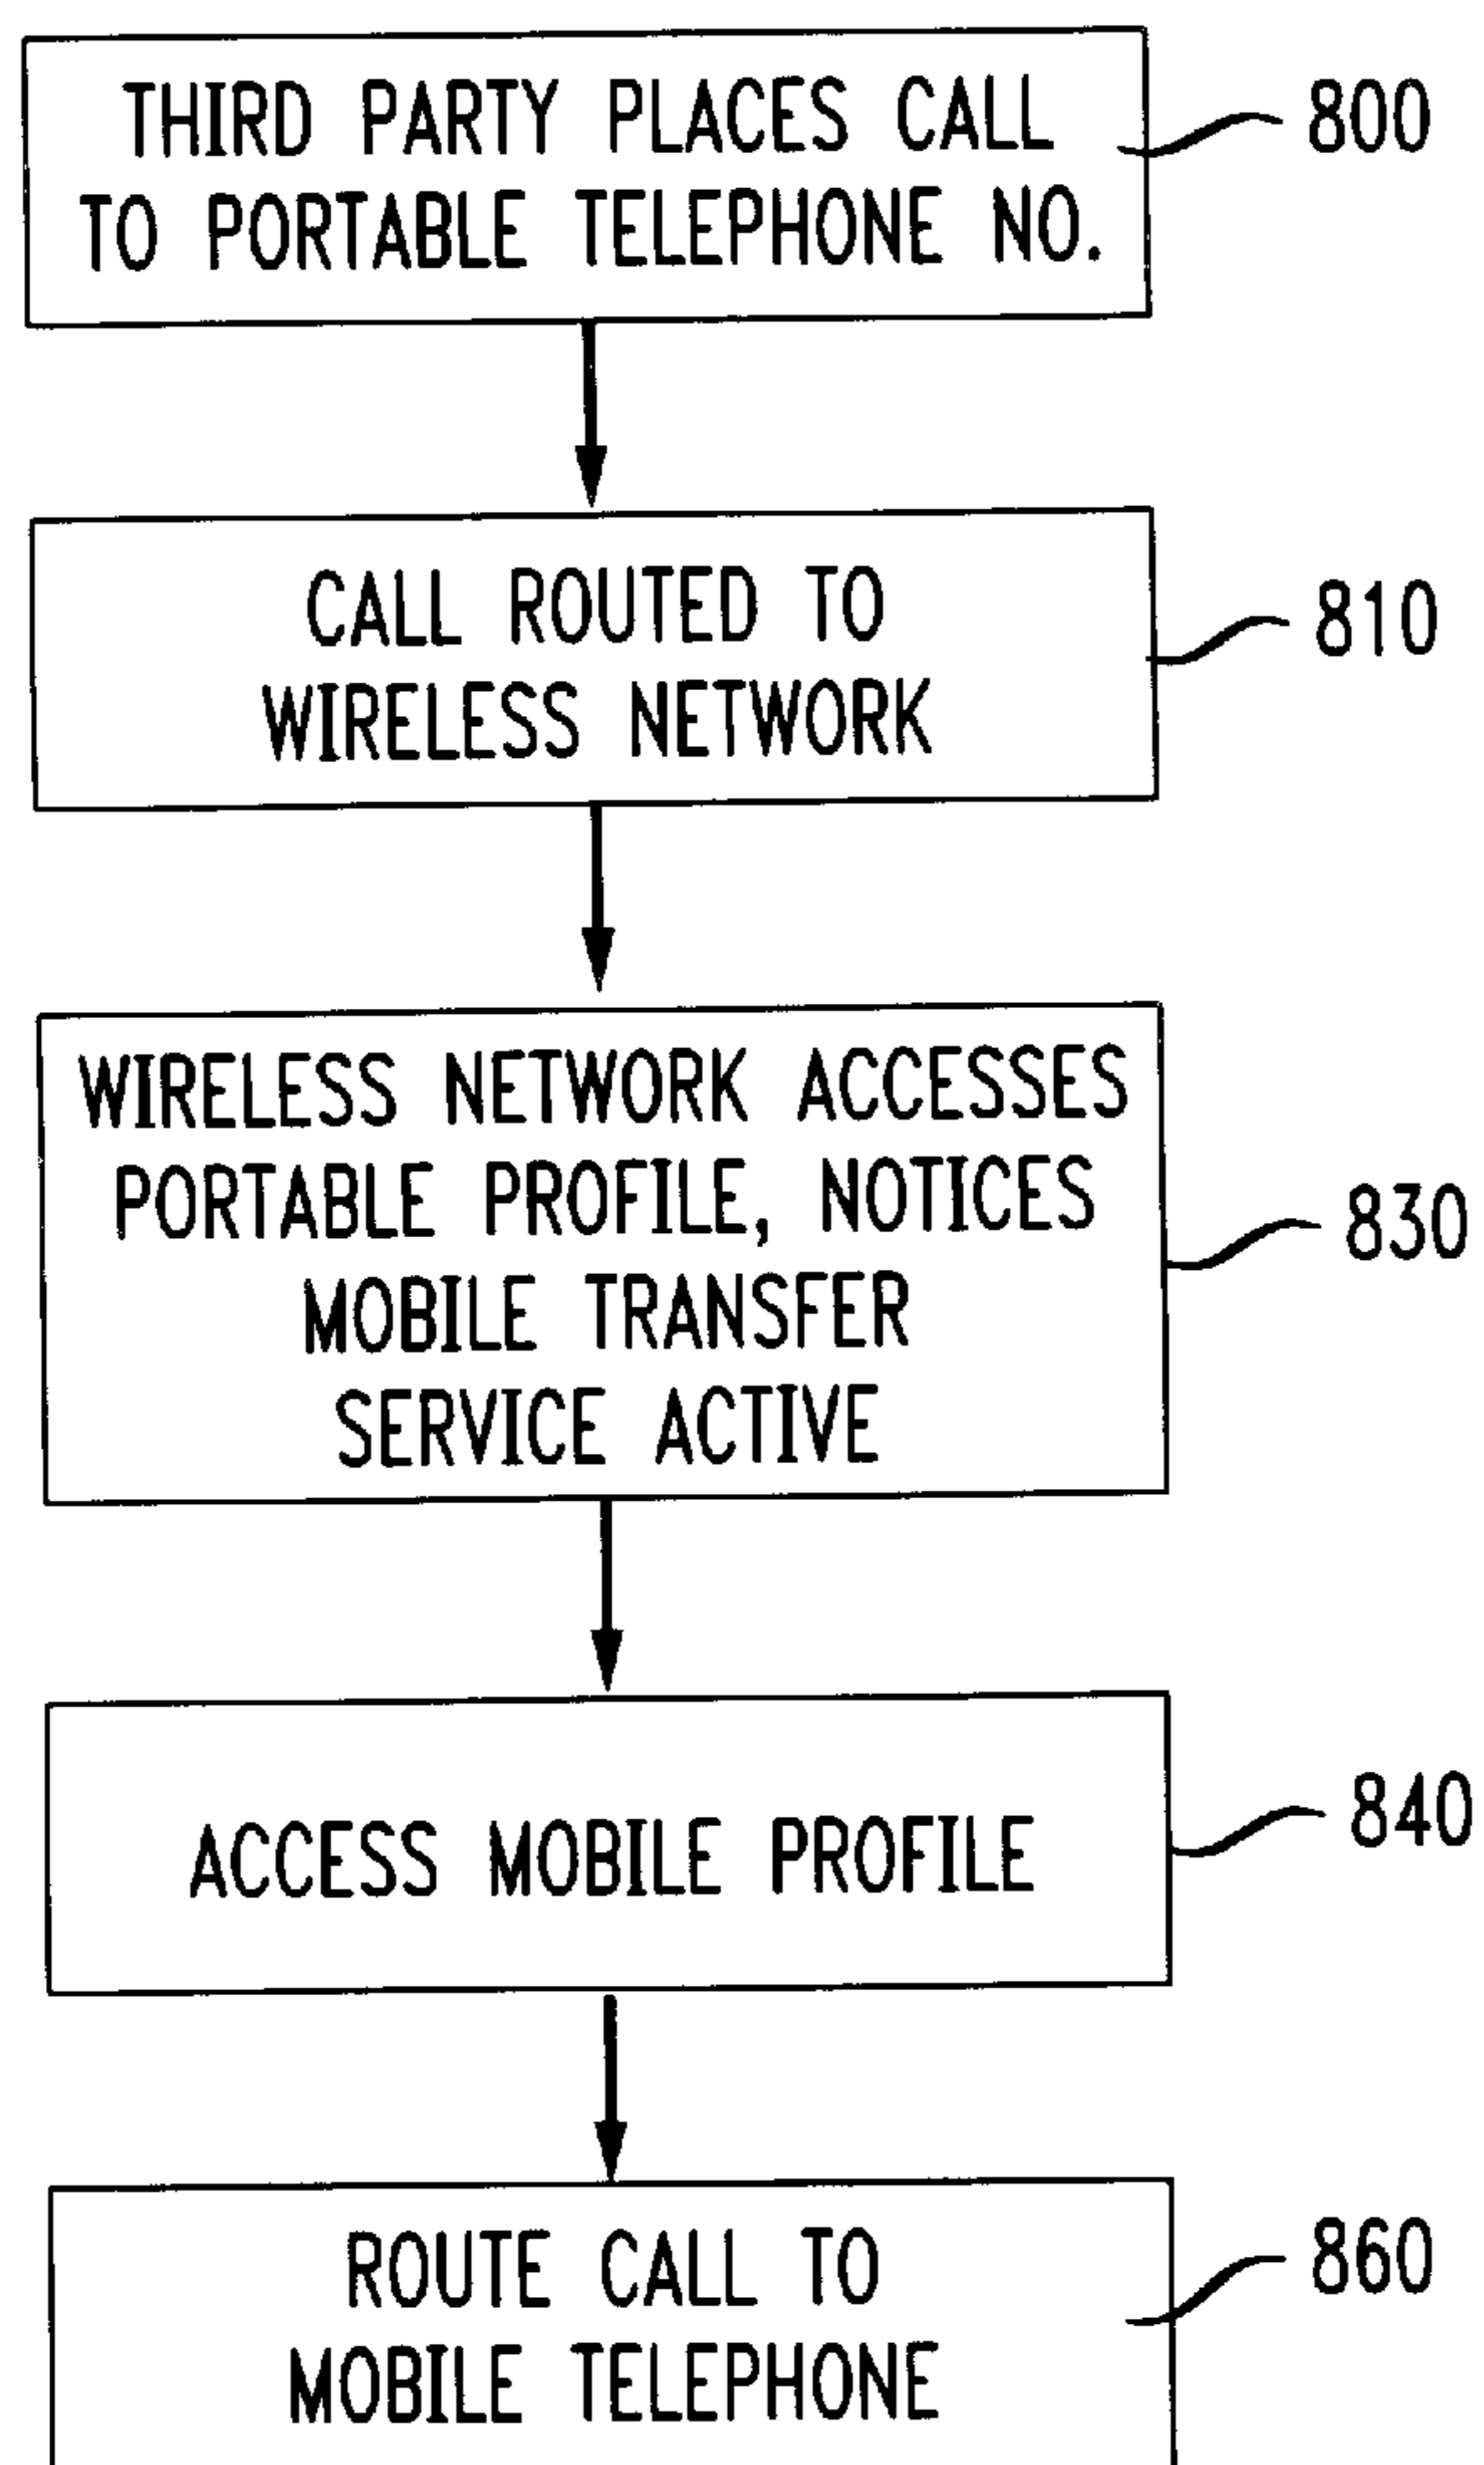 THIRD PARTY PLACES CALL
TO PORTABLE TELEPHONE NO.
800
CALL ROUTED TO
WIRELESS NETWORK
810
WIRELESS NETWORK ACCESSES
PORTABLE PROFILE, NOTICES
MOBILE TRANSFER
SERVICE ACTIVE
830
ACCESS MOBILE PROFILE
840
ROUTE CALL TO
MOBILE TELEPHONE
860